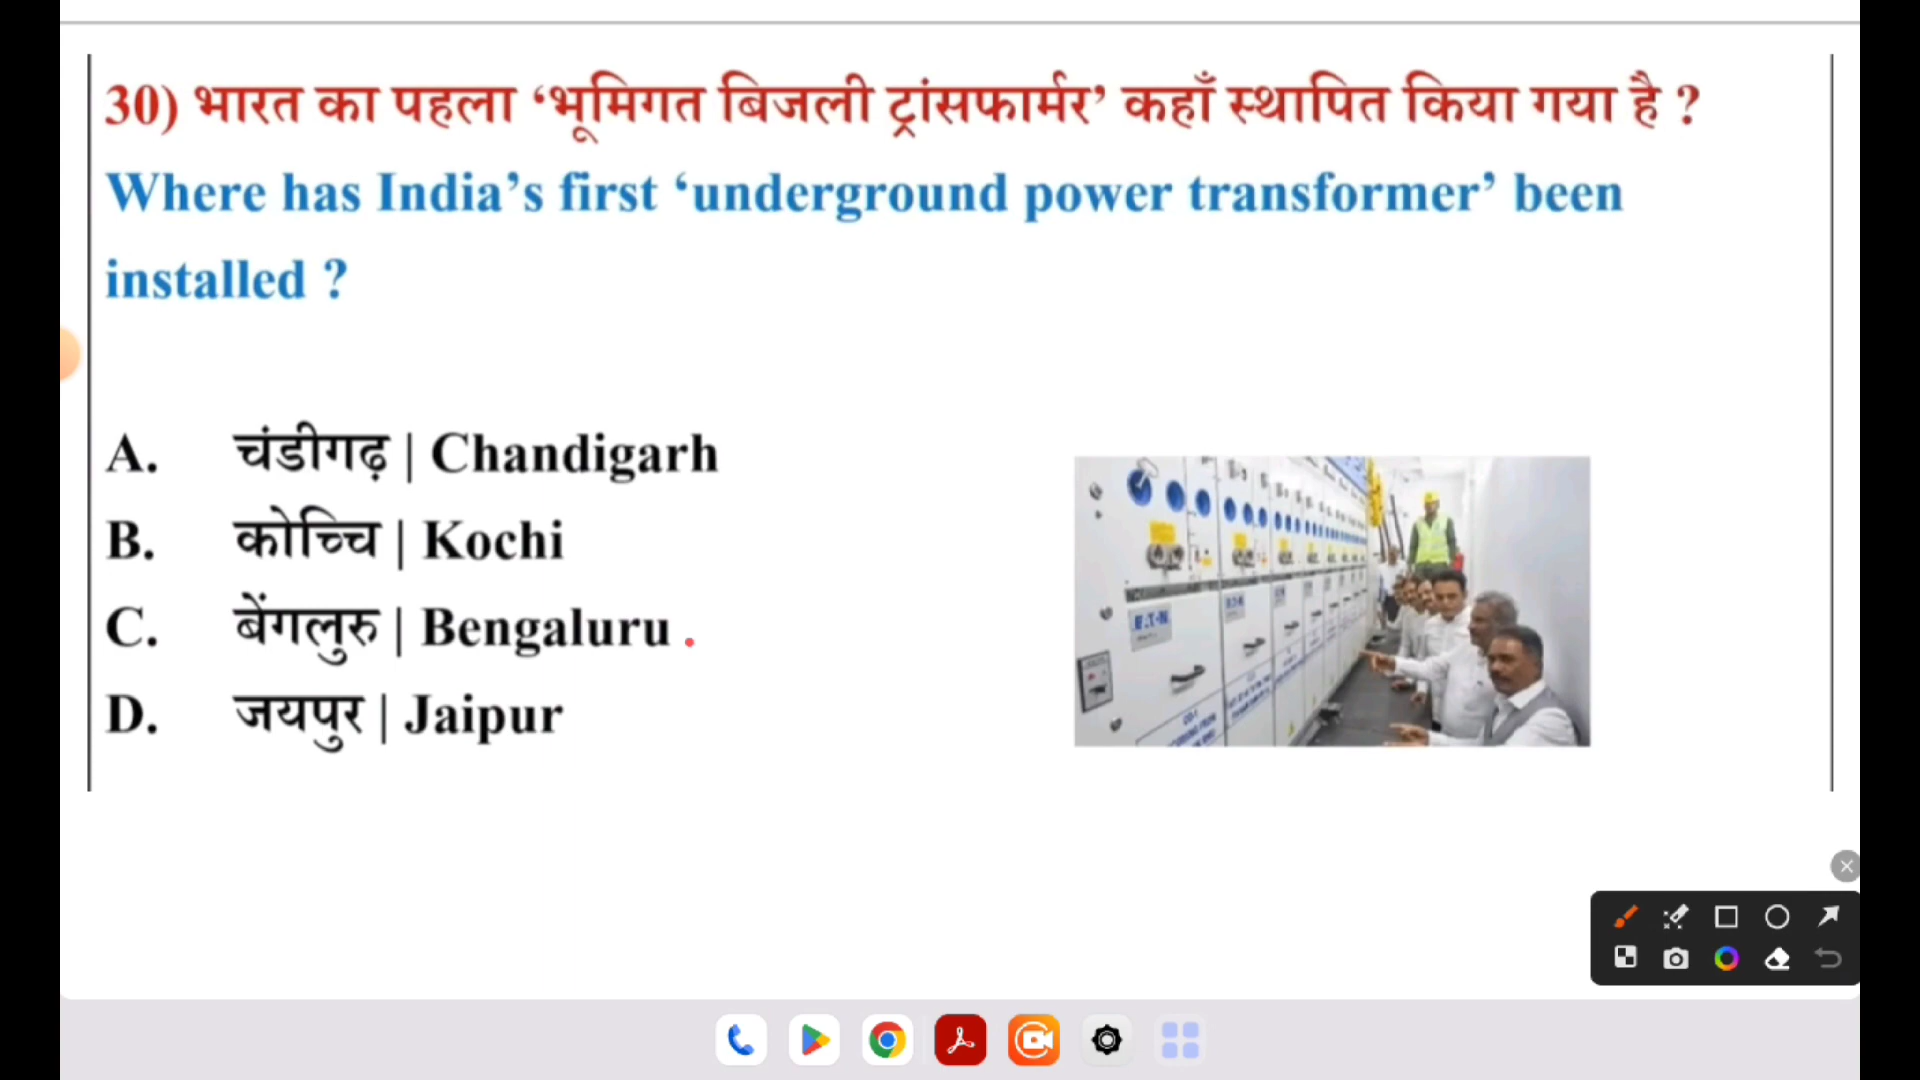 30) भारत का पहला ‘भूमिगत बिजली ट्रांसफार्मर’ कहाँ स्थापित किया गया है ?
Where has India’s first ‘underground power transformer’ been
installed ?
A. चंडीगढ़ | Chandigarh
B. कोच्चि | Kochi
C. बेंगलुरु | Bengaluru
D. जयपुर | Jaipur